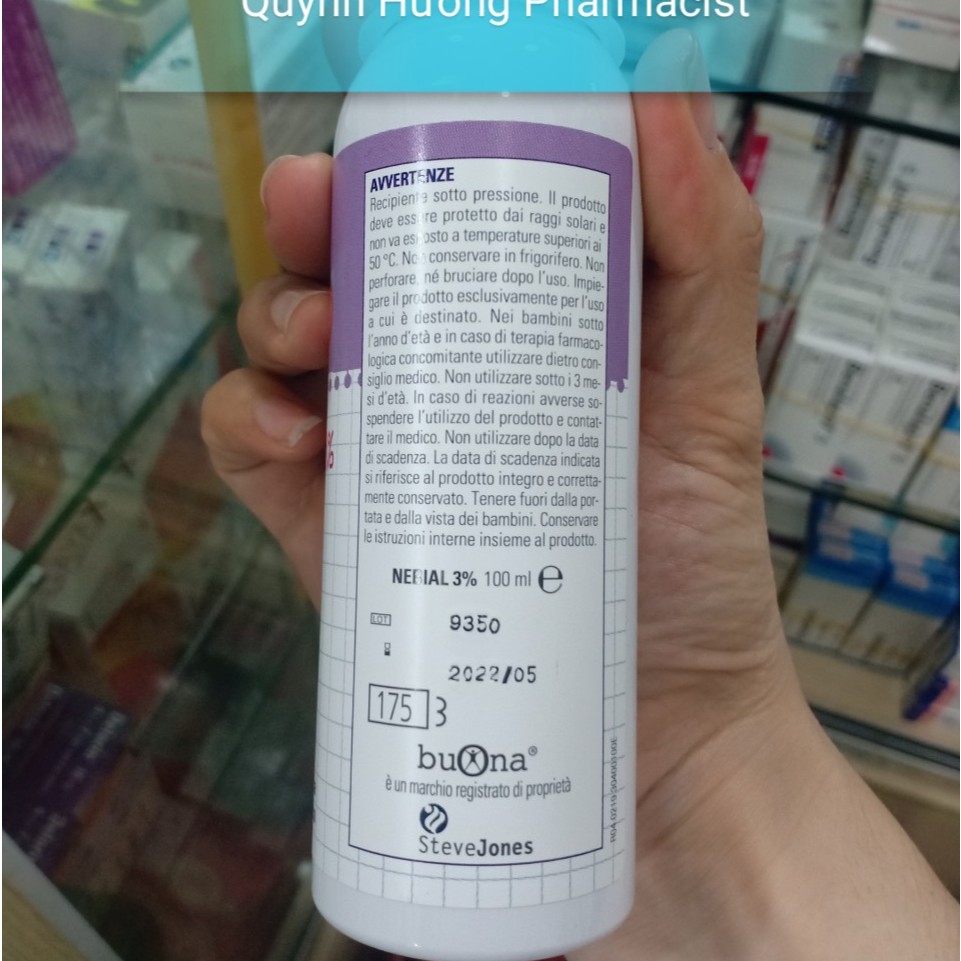 Quynh Hương Pharmacist
AVVERTENZE
Recipiente sotto pressione. Il prodotto
deve essere protetto dai raggi solari e
non va esposto a temperature superiori ai
50 °C. Non conservare in frigorifero. Non
perforare né bruciare dopo l'uso. Impie-
gare il prodotto esclusivamente per l'uso
a cui è destinato. Nei bambini sotto
l'anno d'età e in caso di terapia farmaco-
logica concomitante utilizzare dietro con-
siglio medico. Non utilizzare sotto i 3 me-
si d'età. In caso di reazioni avverse so-
spendere l'utilizzo del prodotto e contat-
tare il medico. Non utilizzare dopo la data
di scadenza. La data di scadenza indicata
si riferisce al prodotto integro e corretta-
mente conservato. Tenere fuori dalla por-
tata e dalla vista dei bambini. Conservare
le istruzioni interne insieme al prodotto.
NEBIAL 3% 100 ml e
LOT 9350
2022/05
175 3
buona®
è un marchio registrato di proprietà
SteveJones
%